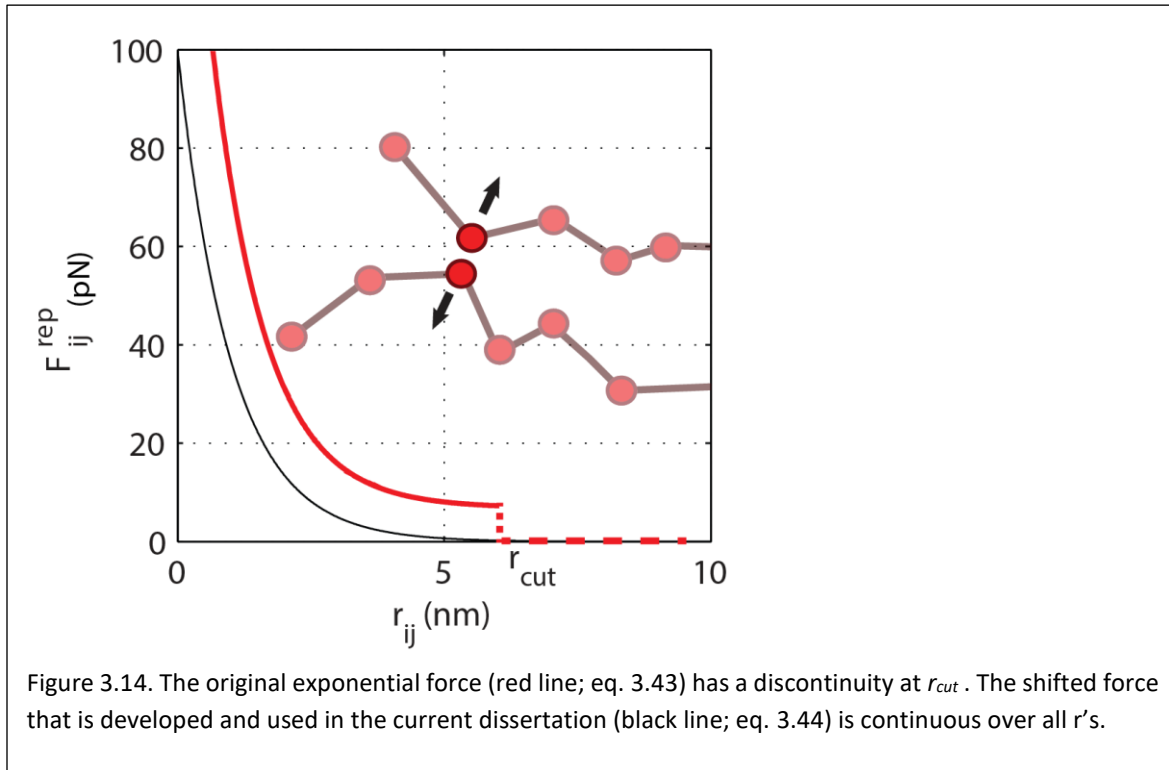 100
80
60
40
20
0
F_ij^rep (pN)
0 5 r_cut 10
r_ij (nm)
Figure 3.14. The original exponential force (red line; eq. 3.43) has a discontinuity at r_cut . The shifted force
that is developed and used in the current dissertation (black line; eq. 3.44) is continuous over all r’s.